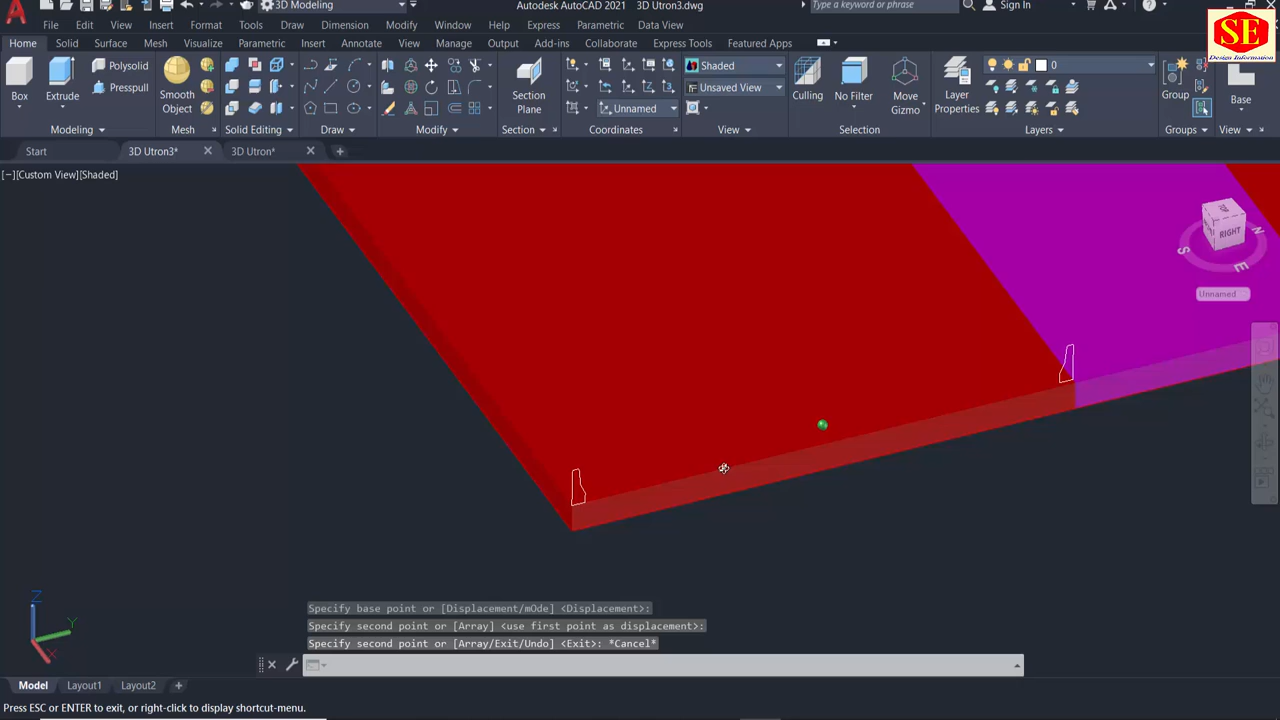 3D Modeling
Autodesk AutoCAD 2021 3D Utron3.dwg
Type a keyword or phrase
Sign In
File Edit View Insert Format Tools Draw Dimension Modify Window Help Express Parametric Data View
Home Solid Surface Mesh Visualize Parametric Insert Annotate View Manage Output Add-ins Collaborate Express Tools Featured Apps
SE
Design Information
Box
Extrude
Polysolid
Presspull
Smooth
Object
Section
Plane
Unnamed
Shaded
Unsaved View
Culling
No Filter
Move
Gizmo
Layer
Properties
0
Group
Base
Modeling
Mesh
Solid Editing
Draw
Modify
Section
Coordinates
View
Selection
Layers
Groups
View
Start
3D Utron3*
3D Utron*
[−][Custom View][Shaded]
TOP
RIGHT
S
E
N
Unnamed
Z
Y
X
Specify base point or [Displacement/mOde] <Displacement>:
Specify second point or [Array] <use first point as displacement>:
Specify second point or [Array/Exit/Undo] <Exit>: *Cancel*
Model Layout1 Layout2 +
Press ESC or ENTER to exit, or right-click to display shortcut-menu.